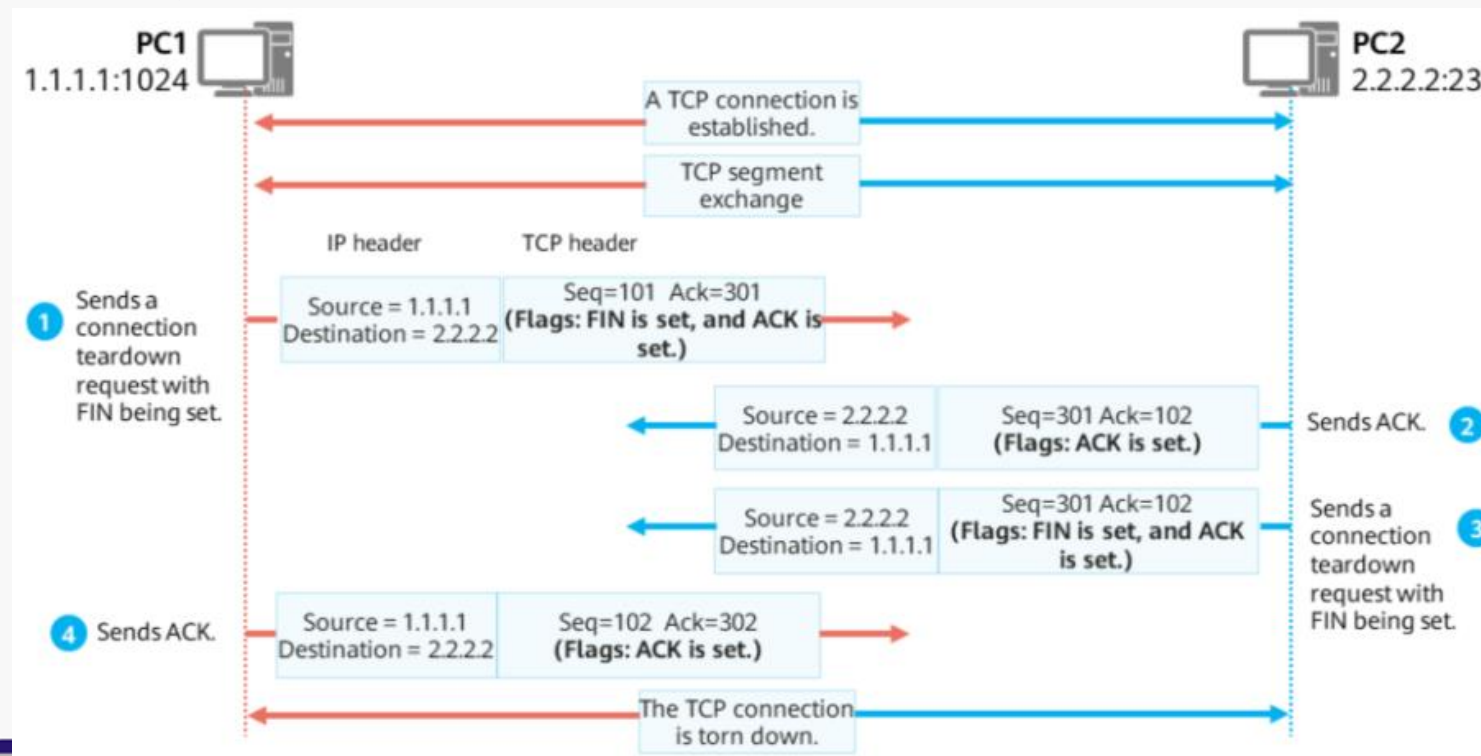 PC1
1.1.1.1:1024
PC2
2.2.2.2:23
A TCP connection is
established.
TCP segment
exchange
IP header
TCP header
1
Sends a
connection
teardown
request with
FIN being set.
Source = 1.1.1.1
Destination = 2.2.2.2
Seq=101 Ack=301
(Flags: FIN is set, and ACK is
set.)
Source = 2.2.2.2
Destination = 1.1.1.1
Seq=301 Ack=102
(Flags: ACK is set.)
Sends ACK.
2
Source = 2.2.2.2
Destination = 1.1.1.1
Seq=301 Ack=102
(Flags: FIN is set, and ACK
is set.)
Sends a
connection
teardown
request with
FIN being set.
3
4
Sends ACK.
Source = 1.1.1.1
Destination = 2.2.2.2
Seq=102 Ack=302
(Flags: ACK is set.)
The TCP connection
is torn down.